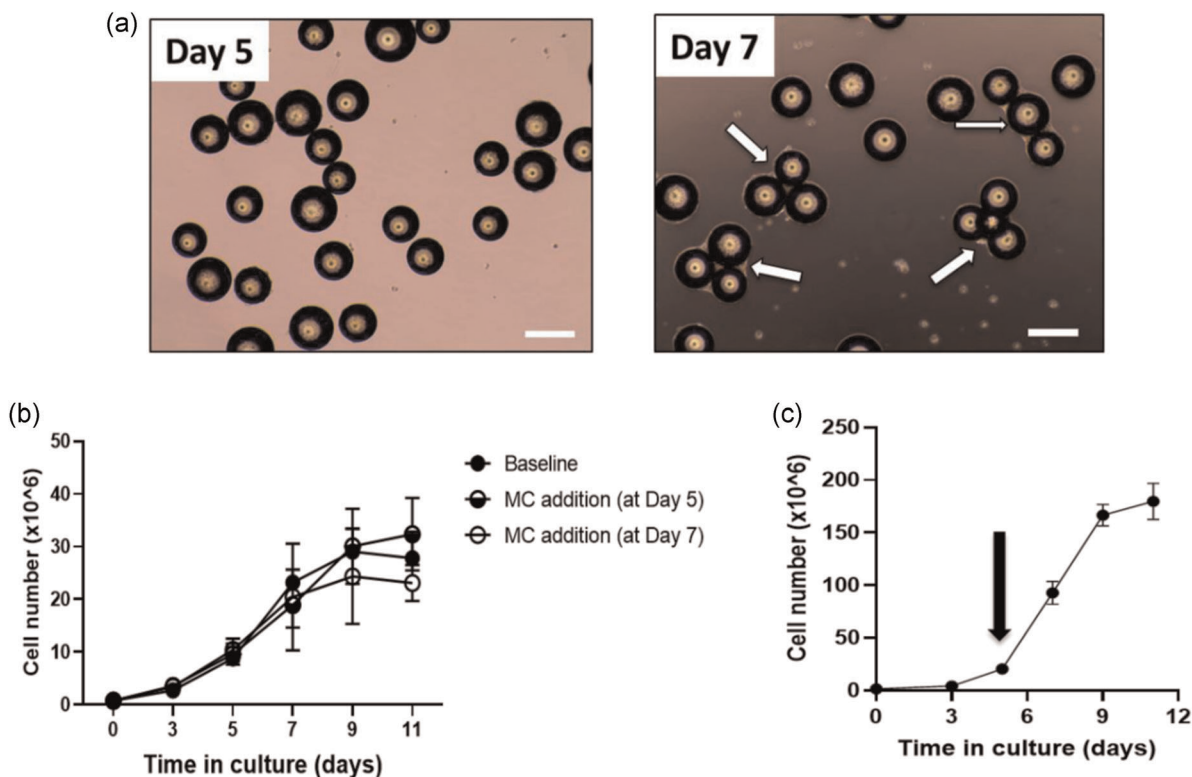 (a)
Day 5
Day 7
(b)
Cell number (x10^6)
50
40
30
20
10
0
0 3 5 7 9 11
Time in culture (days)
Baseline
MC addition (at Day 5)
MC addition (at Day 7)
(c)
Cell number (x10^6)
250
200
150
100
50
0
0 3 6 9 12
Time in culture (days)